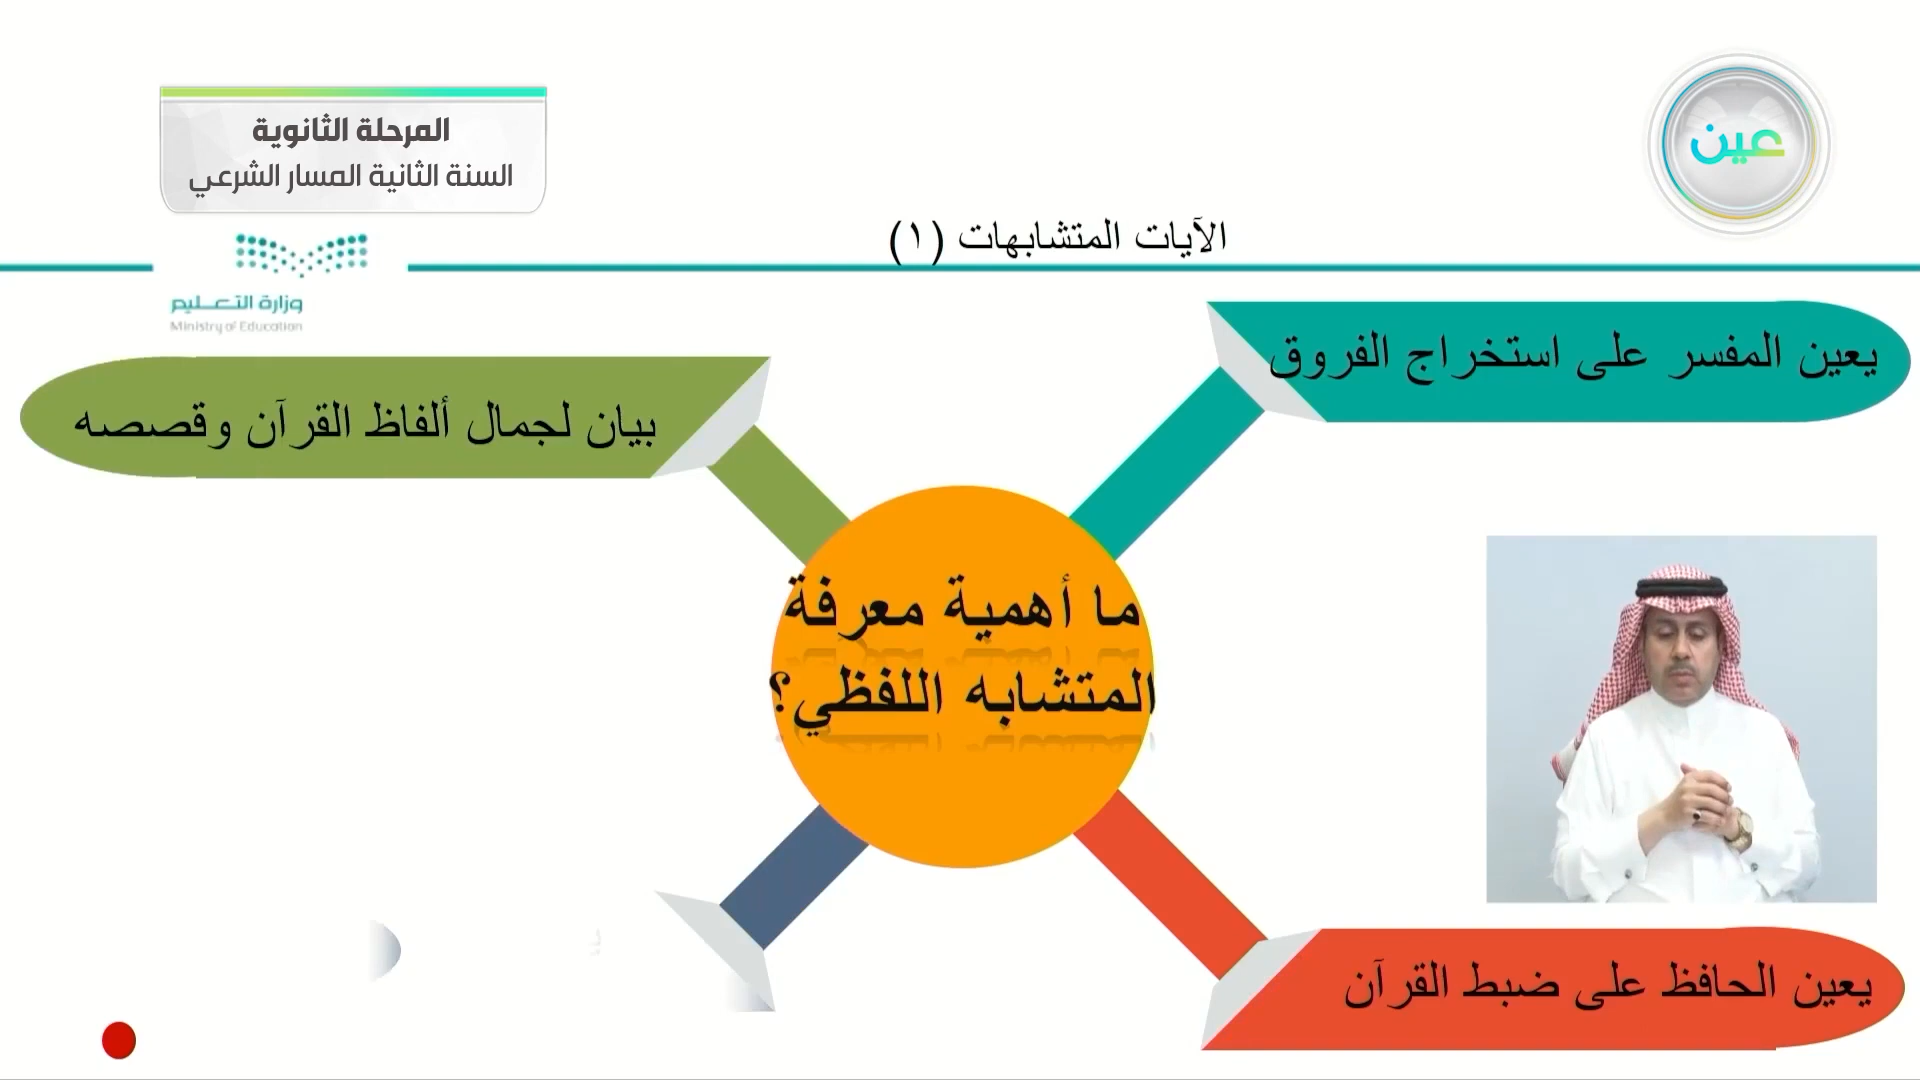 المرحلة الثانوية
السنة الثانية المسار الشرعي
عين
الآيات المتشابهات (١)
وزارة التعليم
Ministry of Education
يعين المفسر على استخراج الفروق
بيان لجمال ألفاظ القرآن وقصصه
ما أهمية معرفة
المتشابه اللفظي؟
يعين الحافظ على ضبط القرآن